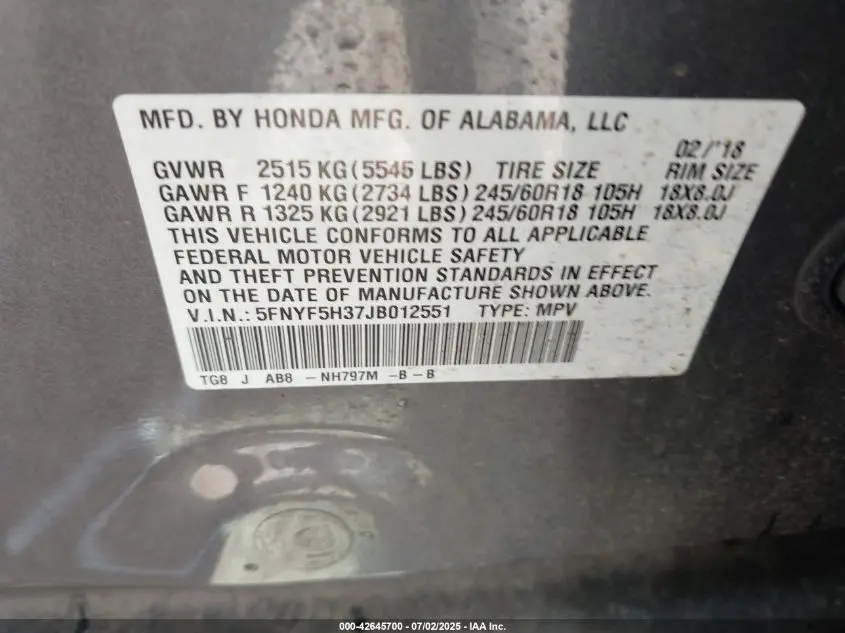 MFD. BY HONDA MFG. OF ALABAMA, LLC
02/'18
GVWR 2515 KG (5545 LBS) TIRE SIZE RIM SIZE
GAWR F 1240 KG (2734 LBS) 245/60R18 105H 18X8.0J
GAWR R 1325 KG (2921 LBS) 245/60R18 105H 18X8.0J
THIS VEHICLE CONFORMS TO ALL APPLICABLE
FEDERAL MOTOR VEHICLE SAFETY
AND THEFT PREVENTION STANDARDS IN EFFECT
ON THE DATE OF MANUFACTURE SHOWN ABOVE.
V.I.N.: 5FNYF5H37JB012551 TYPE: MPV
TG8 J AB8 - NH797M - B - B
000-42645700 - 07/02/2025 - IAA Inc.